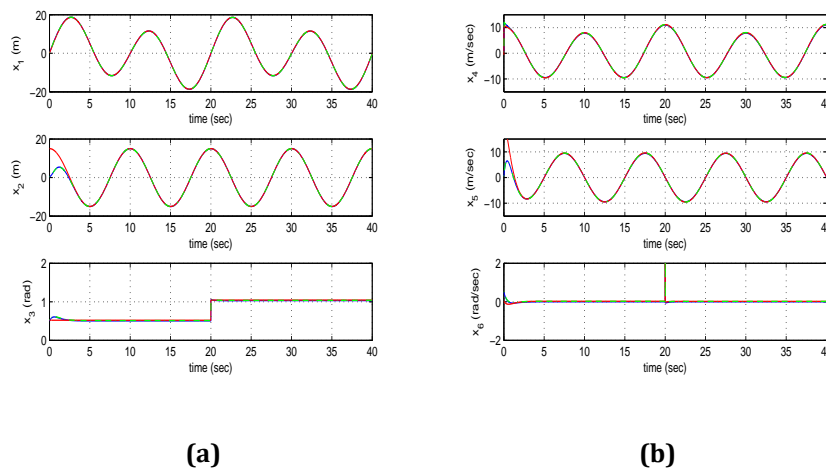 20
0
−20
x1 (m)
0 5 10 15 20 25 30 35 40
time (sec)
20
0
−20
x2 (m)
0 5 10 15 20 25 30 35 40
time (sec)
2
1
0
x3 (rad)
0 5 10 15 20 25 30 35 40
time (sec)
(a)
10
0
−10
x4 (m/sec)
0 5 10 15 20 25 30 35 40
time (sec)
10
0
−10
x5 (m/sec)
0 5 10 15 20 25 30 35 40
time (sec)
2
0
−2
x6 (rad/sec)
0 5 10 15 20 25 30 35 40
time (sec)
(b)